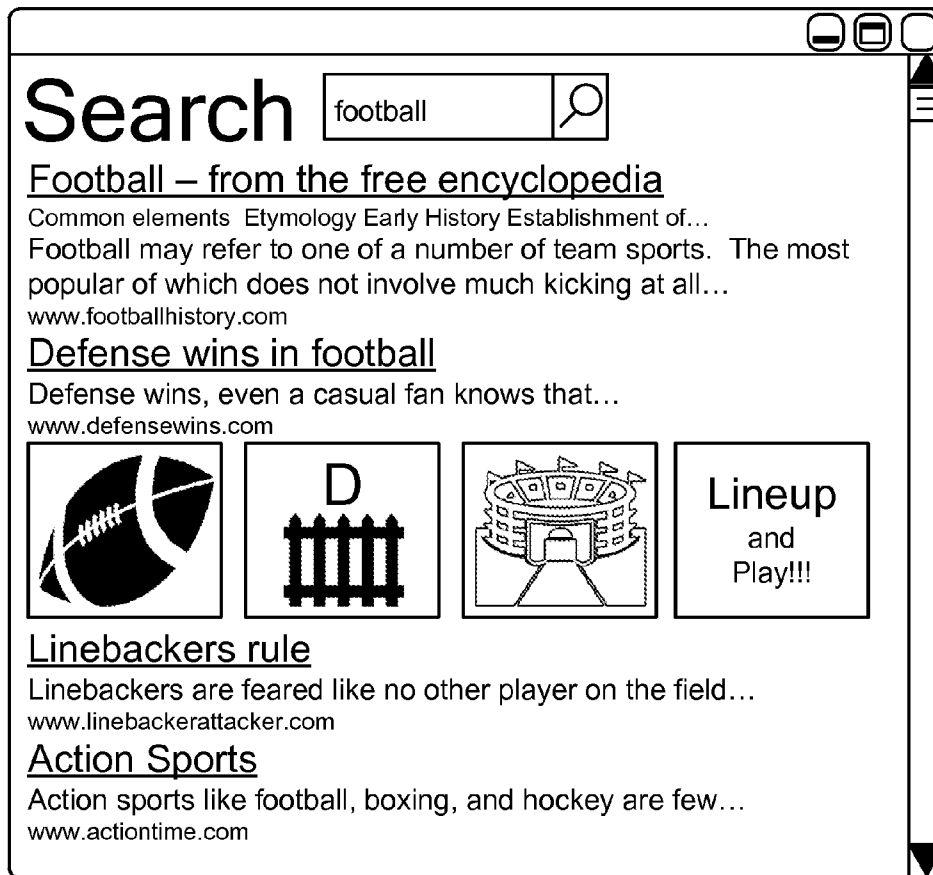 Search football
Football – from the free encyclopedia
Common elements  Etymology Early History Establishment of...
Football may refer to one of a number of team sports.  The most
popular of which does not involve much kicking at all...
www.footballhistory.com
Defense wins in football
Defense wins, even a casual fan knows that...
www.defensewins.com
D
Lineup
and
Play!!!
Linebackers rule
Linebackers are feared like no other player on the field...
www.linebackerattacker.com
Action Sports
Action sports like football, boxing, and hockey are few...
www.actiontime.com